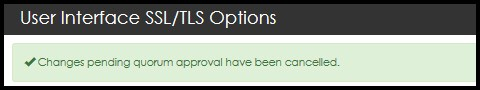 User Interface SSL/TLS Options
Changes pending quorum approval have been cancelled.